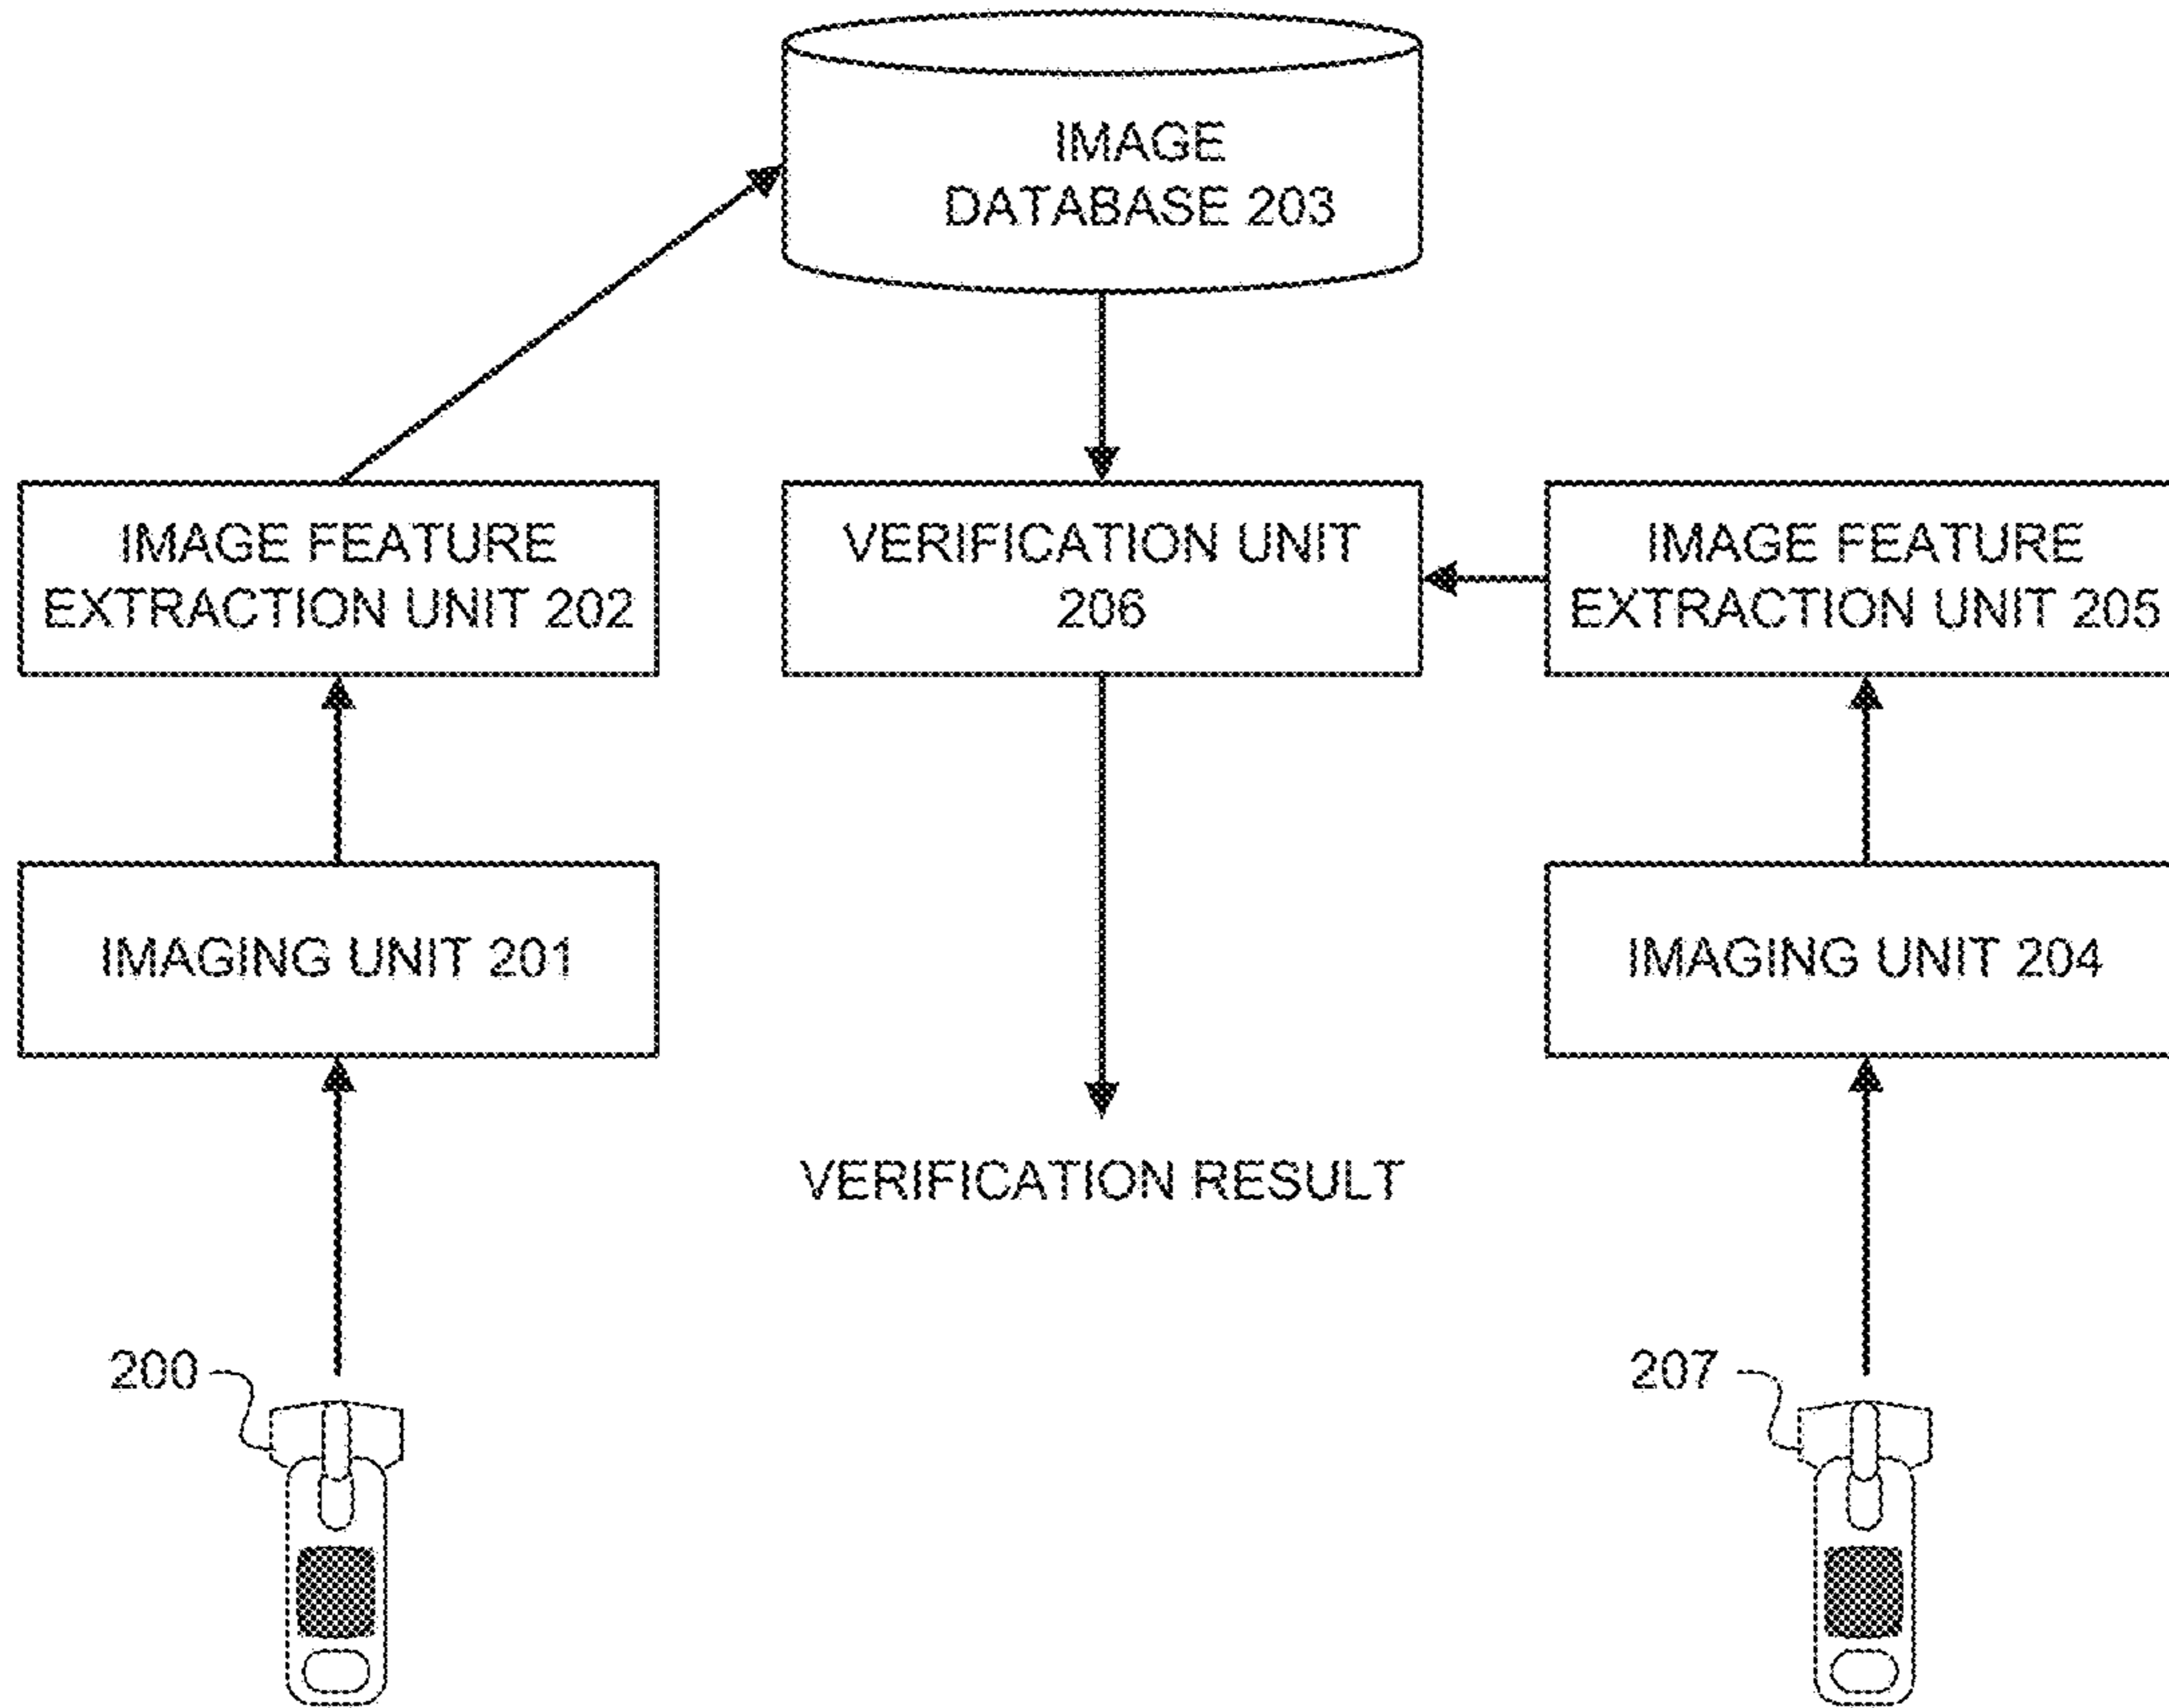 IMAGE
DATABASE 203
IMAGE FEATURE
EXTRACTION UNIT 202
VERIFICATION UNIT
206
IMAGE FEATURE
EXTRACTION UNIT 205
IMAGING UNIT 201
IMAGING UNIT 204
VERIFICATION RESULT
200
207